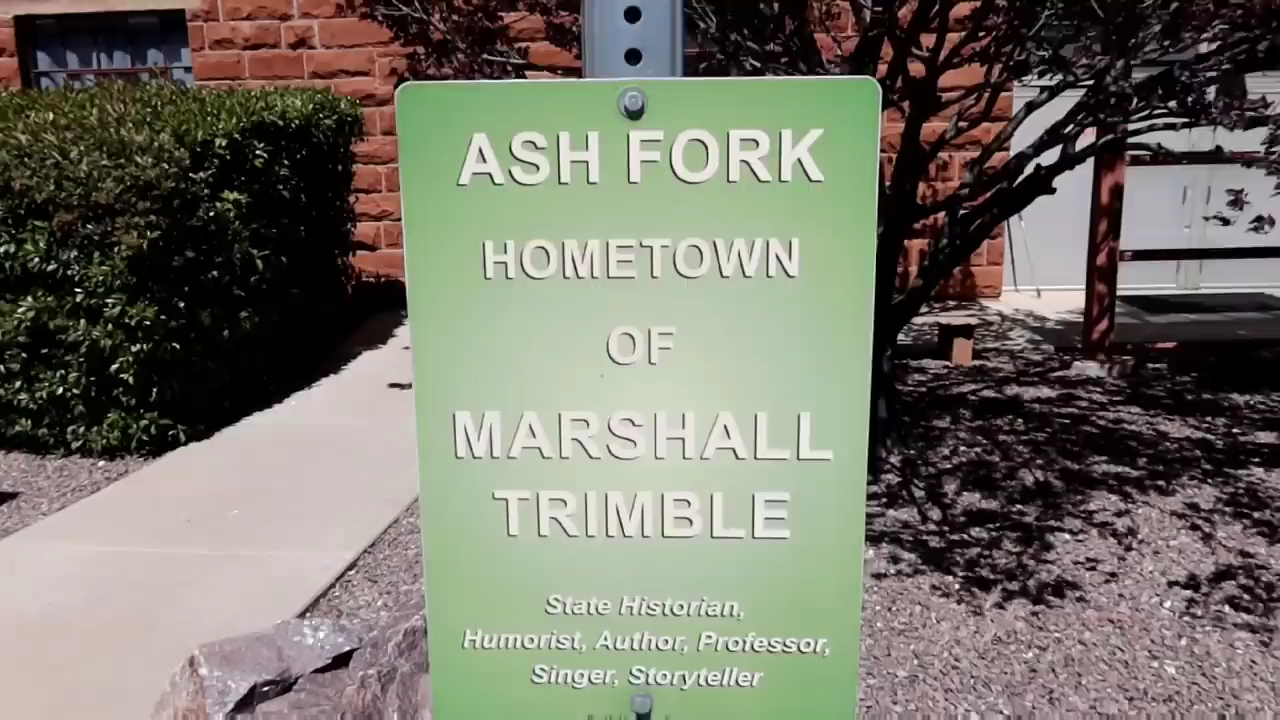 ASH FORK
HOMETOWN
OF
MARSHALL
TRIMBLE
State Historian,
Humorist, Author, Professor,
Singer, Storyteller